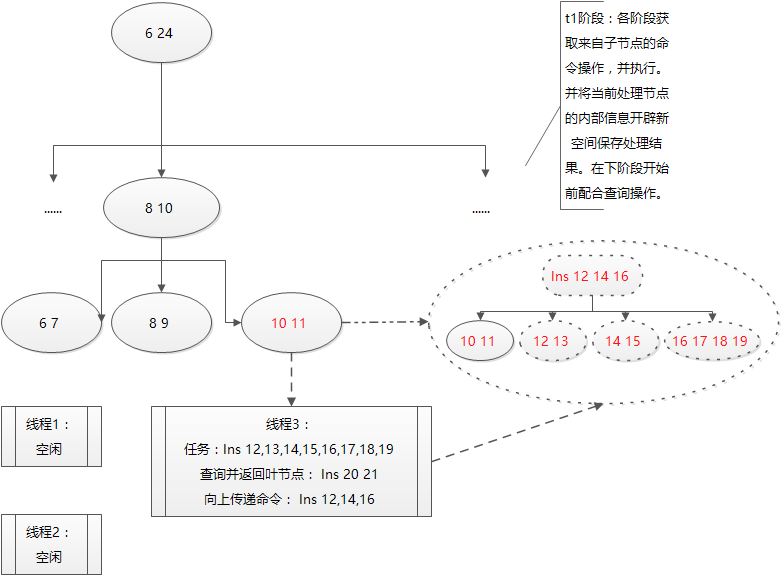 6 24
t1阶段：各阶段获
取来自子节点的命
令操作，并执行。
并将当前处理节点
的内部信息开辟新
空间保存处理结
果。在下阶段开始
前配合查询操作。
......
8 10
......
Ins 12 14 16
6 7
8 9
10 11
10 11
12 13
14 15
16 17 18 19
线程1：
空闲
线程3：
任务：Ins 12,13,14,15,16,17,18,19
查询并返回叶节点： Ins 20 21
向上传递命令： Ins 12,14,16
线程2：
空闲